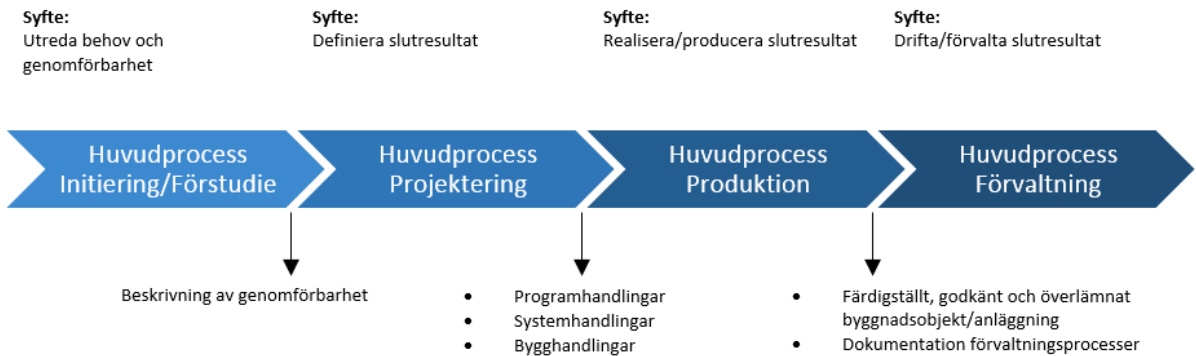 Syfte:
Utreda behov och
genomförbarhet
Syfte:
Definiera slutresultat
Syfte:
Realisera/producera slutresultat
Syfte:
Drifta/förvalta slutresultat
Huvudprocess
Initiering/Förstudie
Huvudprocess
Projektering
Huvudprocess
Produktion
Huvudprocess
Förvaltning
Beskrivning av genomförbarhet
• Programhandlingar
• Systemhandlingar
• Bygghandlingar
• Färdigställt, godkänt och överlämnat
byggnadsobjekt/anläggning
• Dokumentation förvaltningsprocesser